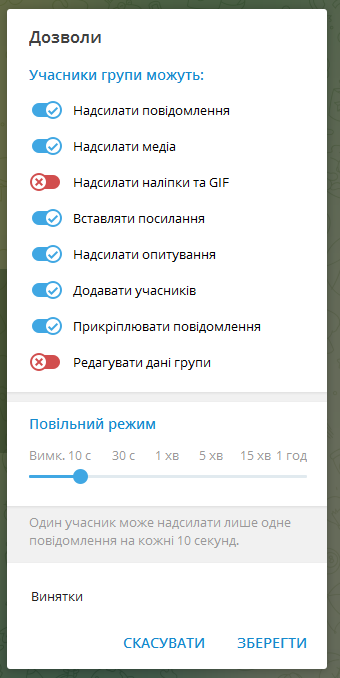 Дозволи
Учасники групи можуть:
Надсилати повідомлення
Надсилати медіа
Надсилати наліпки та GIF
Вставляти посилання
Надсилати опитування
Додавати учасників
Прикріплювати повідомлення
Редагувати дані групи
Повільний режим
Вимк. 10 с 30 с 1 хв 5 хв 15 хв 1 год
Один учасник може надсилати лише одне
повідомлення на кожні 10 секунд.
Винятки
СКАСУВАТИ ЗБЕРЕГТИ